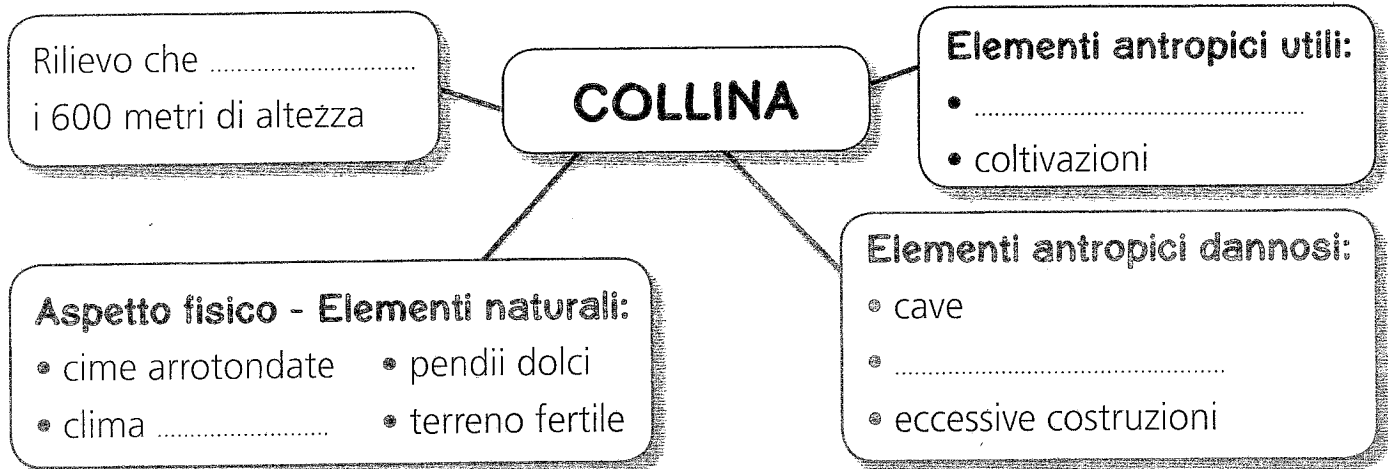 Rilievo che ..............................
i 600 metri di altezza
COLLINA
Elementi antropici utili:
• ................................................
• coltivazioni
Aspetto fisico - Elementi naturali:
• cime arrotondate • pendii dolci
• clima ......................... • terreno fertile
Elementi antropici dannosi:
• cave
• ................................................
• eccessive costruzioni